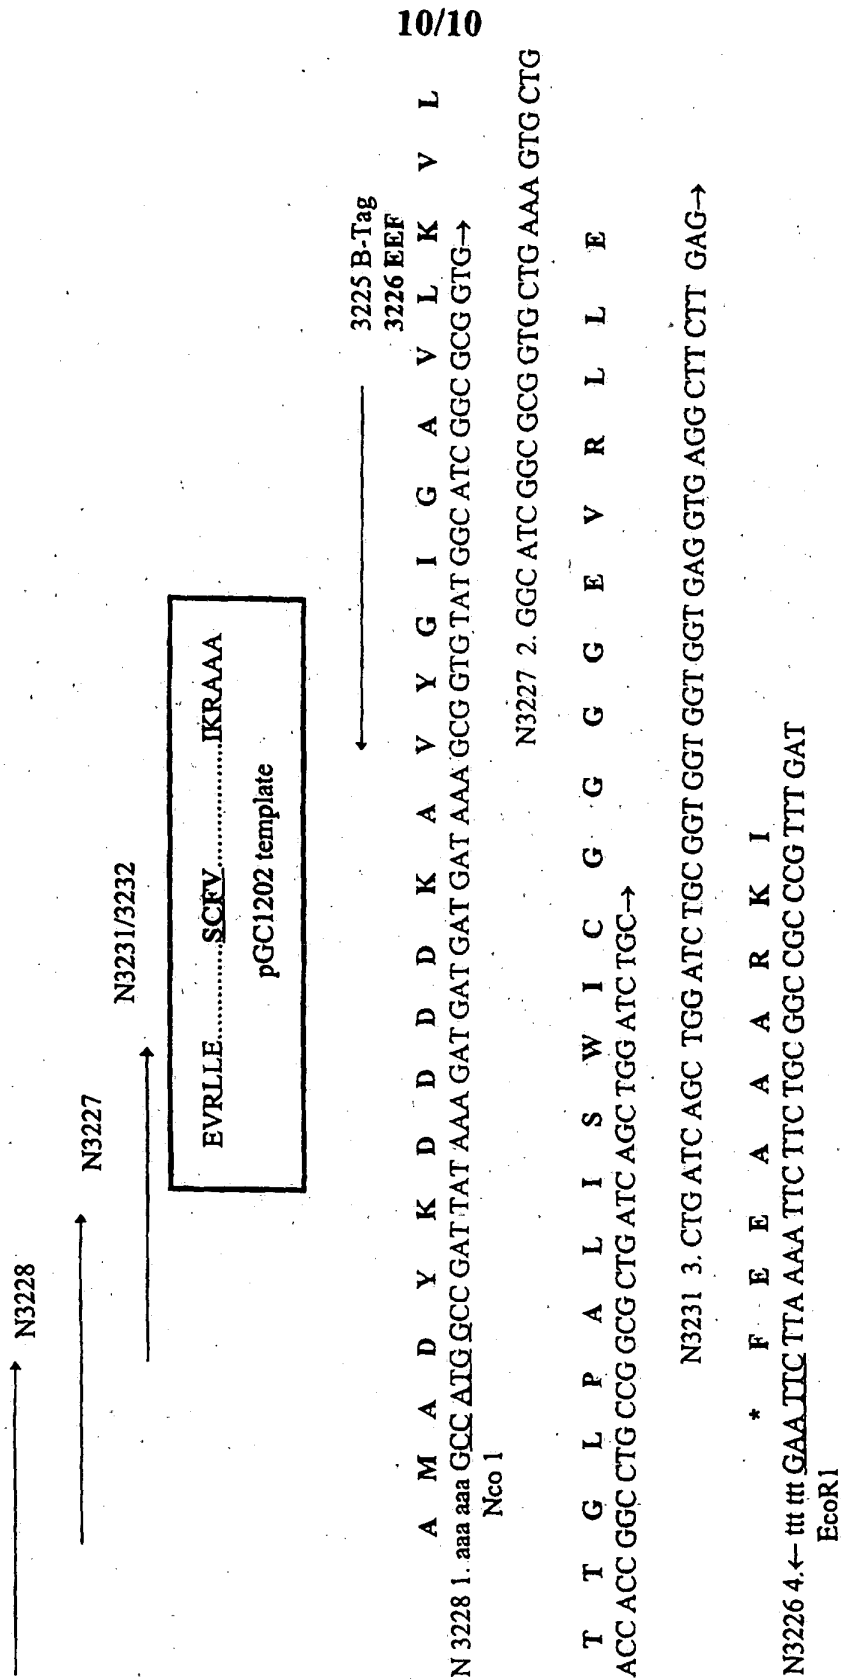 10/10
N3228
N3227
N3231/3232
EVRLLE..........SCFV....................IKRAAA
pGC1202 template
3225 B-Tag
3226 EEF
A M A D Y K D D D D K A V Y G I G A V L K V L
N 3228 1. aaa aaa GCC ATG GCC GAT TAT AAA GAT GAT GAT GAT AAA GCG GTG TAT GGC ATC GGC GCG GTG→
Nco 1
N3227 2. GGC ATC GGC GCG GTG CTG AAA GTG CTG
T T G L P A L I S W I C G G G G E V R L L E
ACC ACC GGC CTG CCG GCG CTG ATC AGC TGG ATC TGC→
N3231 3. CTG ATC AGC TGG ATC TGC GGT GGT GGT GGT GAG GTG AGG CTT CTT GAG→
* F E E A A A R K I
N3226 4.← ttt ttt GAA TTC TTA AAA TTC TTC TGC GGC CGC CCG TTT GAT
EcoR1